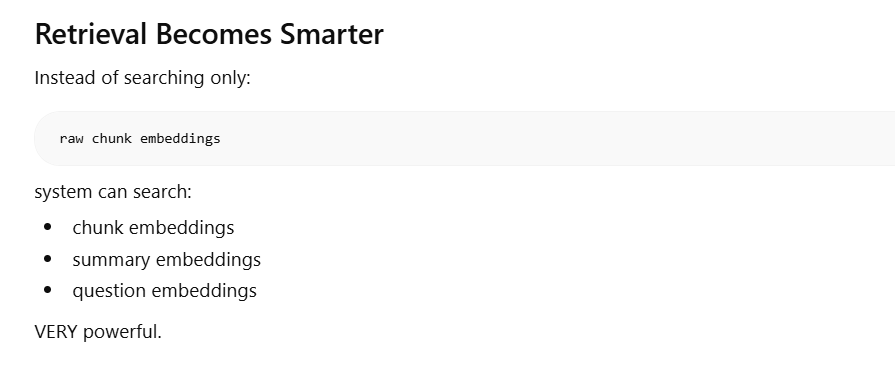 Retrieval Becomes Smarter
Instead of searching only:
raw chunk embeddings
system can search:
• chunk embeddings
• summary embeddings
• question embeddings
VERY powerful.